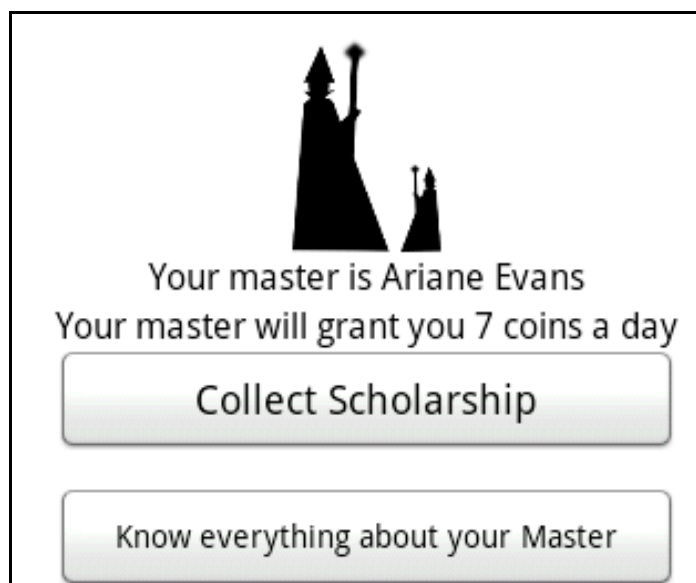 Your master is Ariane Evans
Your master will grant you 7 coins a day
Collect Scholarship
Know everything about your Master